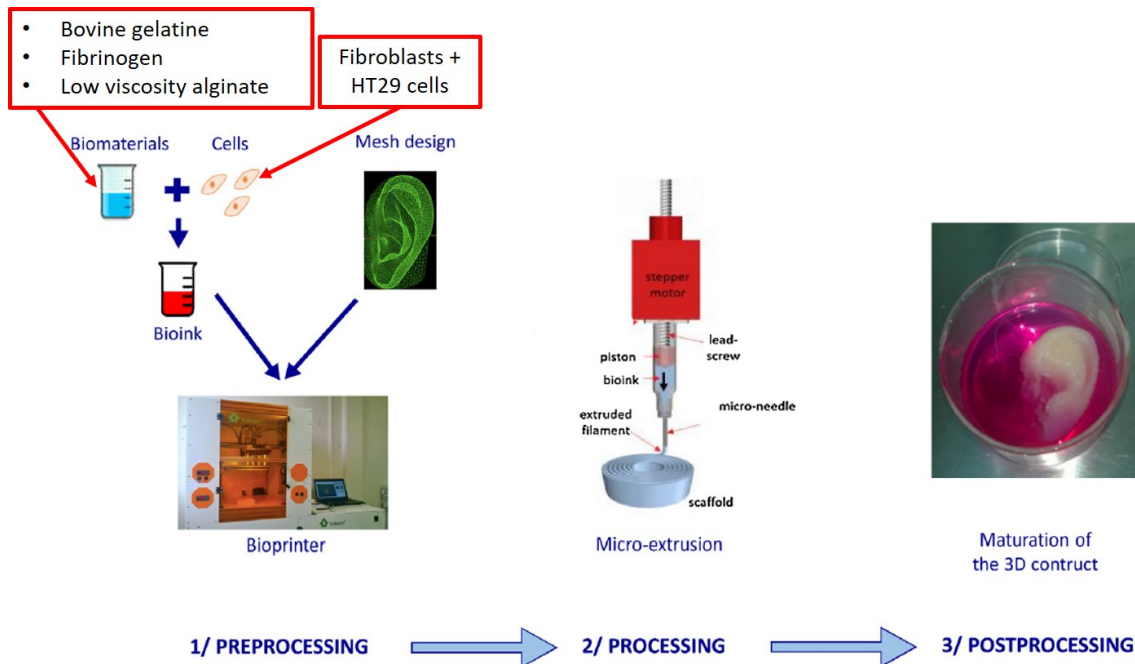 • Bovine gelatine
• Fibrinogen
• Low viscosity alginate
Fibroblasts +
HT29 cells
Biomaterials
Cells
Mesh design
Bioink
Bioprinter
stepper
motor
lead-
screw
piston
bioink
micro-needle
extruded
filament
scaffold
Micro-extrusion
Maturation of
the 3D contruct
1/ PREPROCESSING
2/ PROCESSING
3/ POSTPROCESSING